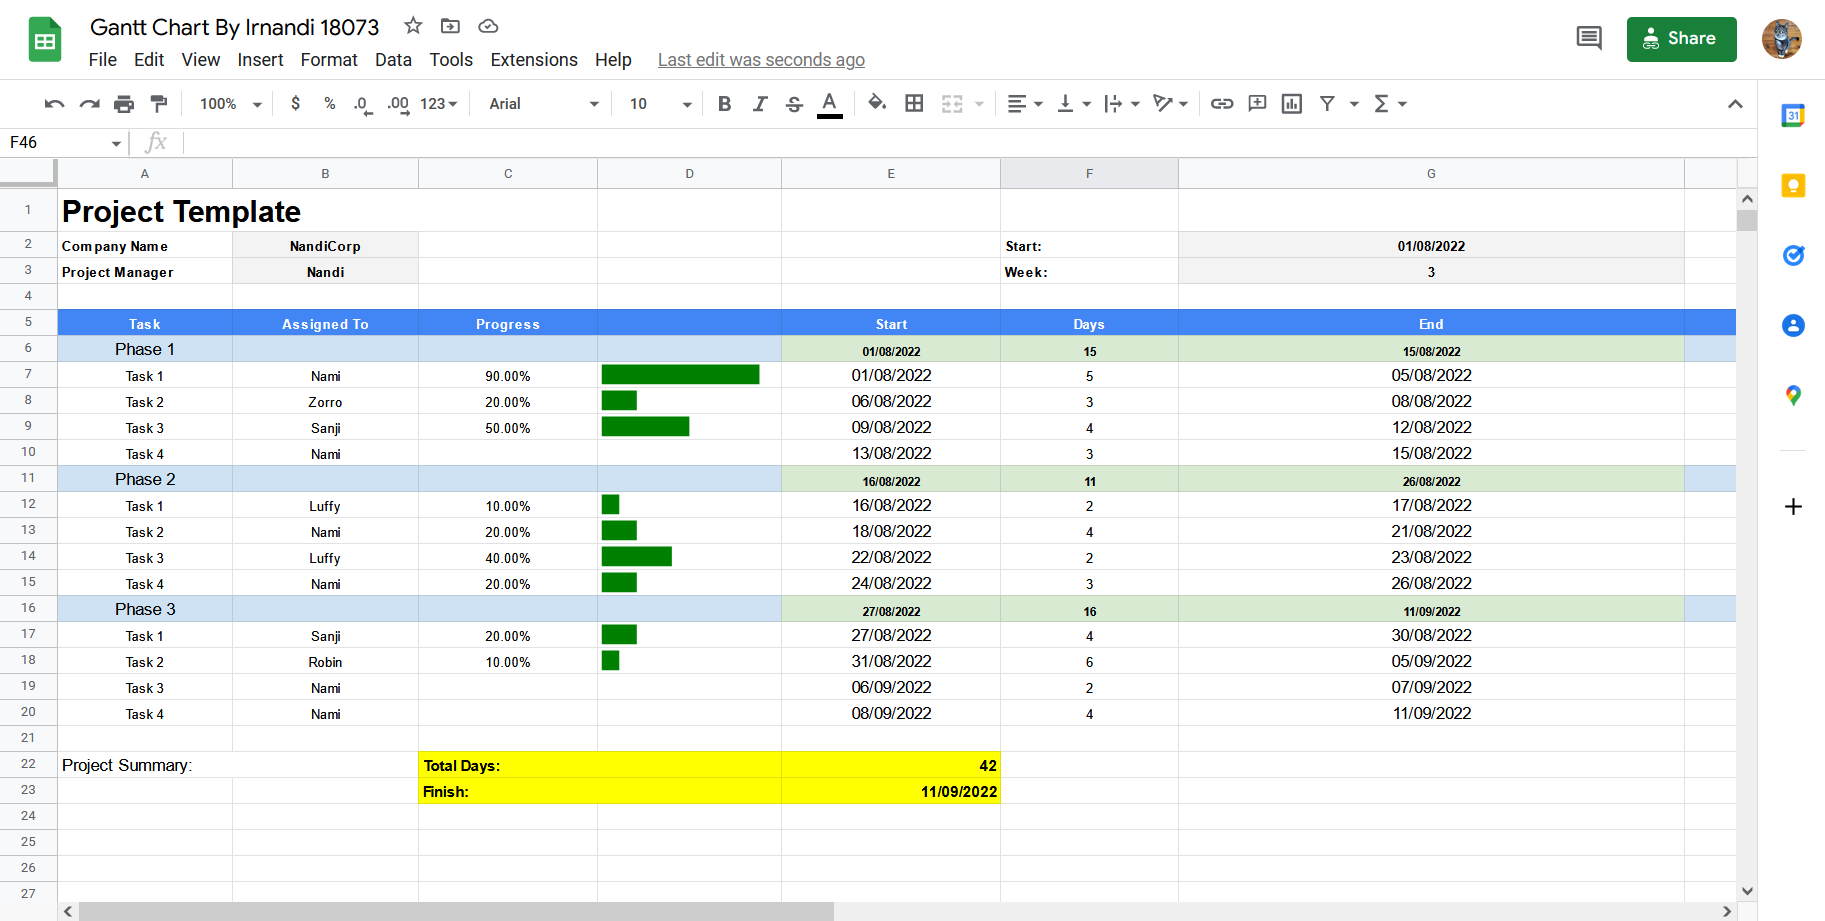 Gantt Chart By Irnandi 18073
File Edit View Insert Format Data Tools Extensions Help Last edit was seconds ago
Share
100% $ % .0 .00 123 Arial 10 B I S A
31
F46 fx
A B C D E F G
1 Project Template
2 Company Name NandiCorp Start: 01/08/2022
3 Project Manager Nandi Week: 3
4
5 Task Assigned To Progress Start Days End
6 Phase 1 01/08/2022 15 15/08/2022
7 Task 1 Nami 90.00% 01/08/2022 5 05/08/2022
8 Task 2 Zorro 20.00% 06/08/2022 3 08/08/2022
9 Task 3 Sanji 50.00% 09/08/2022 4 12/08/2022
10 Task 4 Nami 13/08/2022 3 15/08/2022
11 Phase 2 16/08/2022 11 26/08/2022
12 Task 1 Luffy 10.00% 16/08/2022 2 17/08/2022
13 Task 2 Nami 20.00% 18/08/2022 4 21/08/2022
14 Task 3 Luffy 40.00% 22/08/2022 2 23/08/2022
15 Task 4 Nami 20.00% 24/08/2022 3 26/08/2022
16 Phase 3 27/08/2022 16 11/09/2022
17 Task 1 Sanji 20.00% 27/08/2022 4 30/08/2022
18 Task 2 Robin 10.00% 31/08/2022 6 05/09/2022
19 Task 3 Nami 06/09/2022 2 07/09/2022
20 Task 4 Nami 08/09/2022 4 11/09/2022
21
22 Project Summary: Total Days: 42
23 Finish: 11/09/2022
24
25
26
27